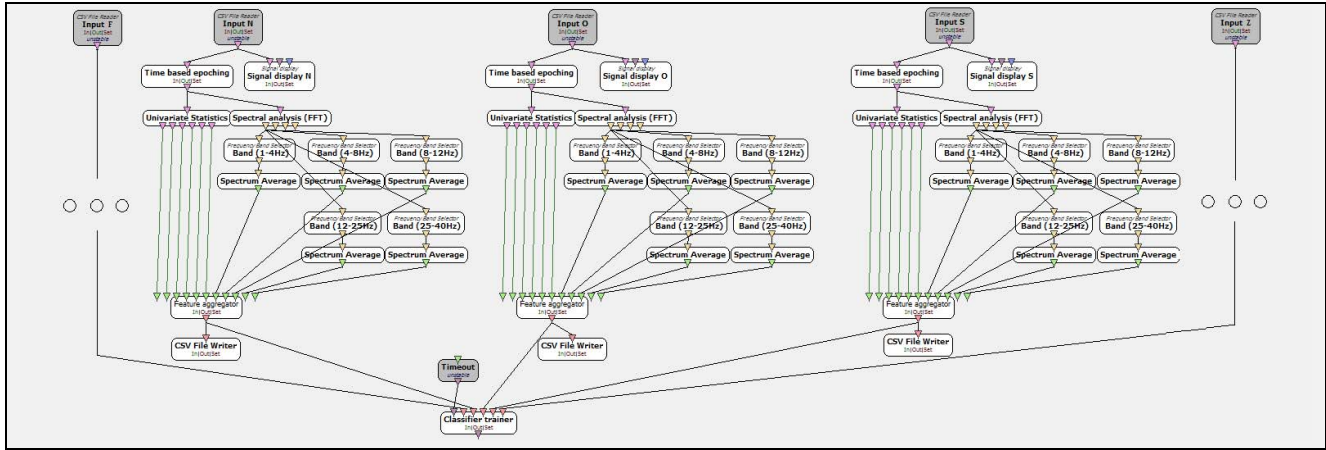 CSV File Reader
Input F
In|Out|Set
unstable
CSV File Reader
Input N
In|Out|Set
unstable
CSV File Reader
Input O
In|Out|Set
unstable
CSV File Reader
Input S
In|Out|Set
unstable
CSV File Reader
Input Z
In|Out|Set
unstable
Time based epoching
In|Out|Set
Signal display
Signal display N
In|Out|Set
Time based epoching
In|Out|Set
Signal display
Signal display O
In|Out|Set
Time based epoching
In|Out|Set
Signal display
Signal display S
In|Out|Set
Univariate Statistics
Spectral analysis (FFT)
Univariate Statistics
Spectral analysis (FFT)
Univariate Statistics
Spectral analysis (FFT)
Frequency Band Selector
Band (1-4Hz)
Frequency Band Selector
Band (4-8Hz)
Frequency Band Selector
Band (8-12Hz)
Frequency Band Selector
Band (1-4Hz)
Frequency Band Selector
Band (4-8Hz)
Frequency Band Selector
Band (8-12Hz)
Frequency Band Selector
Band (1-4Hz)
Frequency Band Selector
Band (4-8Hz)
Frequency Band Selector
Band (8-12Hz)
Spectrum Average
Spectrum Average
Spectrum Average
Spectrum Average
Spectrum Average
Spectrum Average
Spectrum Average
Spectrum Average
Spectrum Average
Frequency Band Selector
Band (12-25Hz)
Frequency Band Selector
Band (25-40Hz)
Frequency Band Selector
Band (12-25Hz)
Frequency Band Selector
Band (25-40Hz)
Frequency Band Selector
Band (12-25Hz)
Frequency Band Selector
Band (25-40Hz)
Spectrum Average
Spectrum Average
Spectrum Average
Spectrum Average
Spectrum Average
Spectrum Average
Feature aggregator
In|Out|Set
Feature aggregator
In|Out|Set
Feature aggregator
In|Out|Set
CSV File Writer
In|Out|Set
CSV File Writer
In|Out|Set
CSV File Writer
In|Out|Set
Timeout
unstable
Classifier trainer
In|Out|Set